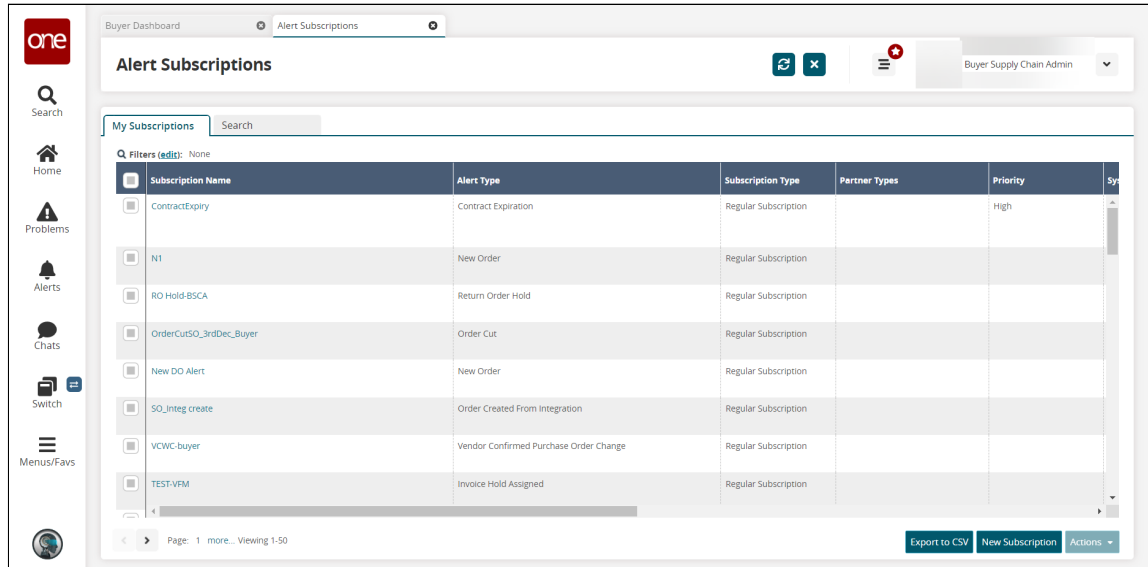 one
Search
Home
Problems
Alerts
Chats
Switch
Menus/Favs
Buyer Dashboard
Alert Subscriptions
Alert Subscriptions
Buyer Supply Chain Admin
My Subscriptions
Search
Filters (edit): None
Subscription Name Alert Type Subscription Type Partner Types Priority Sys
ContractExpiry Contract Expiration Regular Subscription High
N1 New Order Regular Subscription
RO Hold-BSCA Return Order Hold Regular Subscription
OrderCutSO_3rdDec_Buyer Order Cut Regular Subscription
New DO Alert New Order Regular Subscription
SO_Integ create Order Created From Integration Regular Subscription
VCWC-buyer Vendor Confirmed Purchase Order Change Regular Subscription
TEST-VFM Invoice Hold Assigned Regular Subscription
Page: 1 more... Viewing 1-50
Export to CSV New Subscription Actions